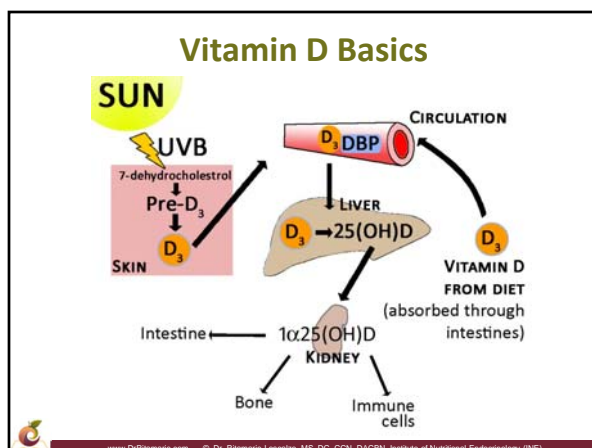 Vitamin D Basics
SUN
UVB
7-dehydrocholestrol
Pre-D₃
D₃
SKIN
CIRCULATION
D₃ DBP
LIVER
D₃ 25(OH)D
D₃
VITAMIN D
FROM DIET
(absorbed through
intestines)
Intestine
1α25(OH)D
KIDNEY
Bone
Immune
cells